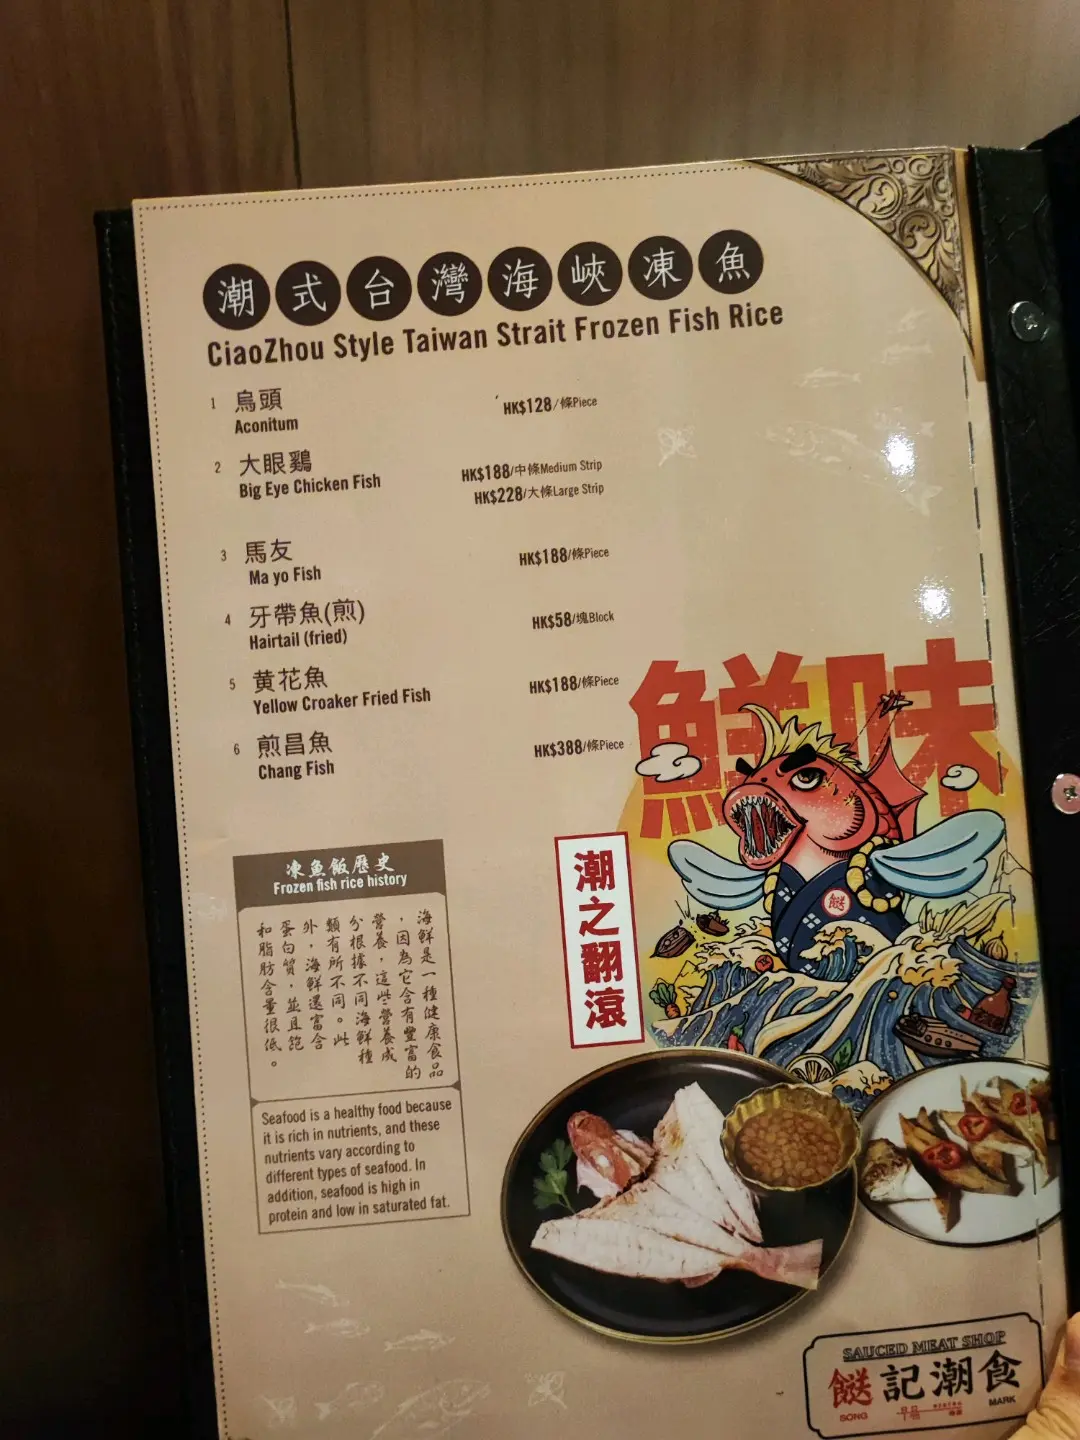 潮式台灣海峽凍魚
CiaoZhou Style Taiwan Strait Frozen Fish Rice
1 烏頭
Aconitum
HK$128/條Piece
2 大眼鷄
Big Eye Chicken Fish
HK$188/中條Medium Strip
HK$228/大條Large Strip
3 馬友
Ma yo Fish
HK$188/條Piece
4 牙帶魚(煎)
Hairtail (fried)
HK$58/塊Block
5 黄花魚
Yellow Croaker Fried Fish
HK$188/條Piece
6 煎昌魚
Chang Fish
HK$388/條Piece
鮮味
潮之翻滾
凍魚飯歷史
Frozen fish rice history
海鮮是一種健康食品
，因為它含有豐富的
營養，這些營養成
分根據不同海鮮種
類有所不同。此
外，海鮮還富含
蛋白質，並且飽
和脂肪含量很低。
Seafood is a healthy food because
it is rich in nutrients, and these
nutrients vary according to
different types of seafood. In
addition, seafood is high in
protein and low in saturated fat.
SAUCED MEAT SHOP
餸記潮食
SONG
MARK